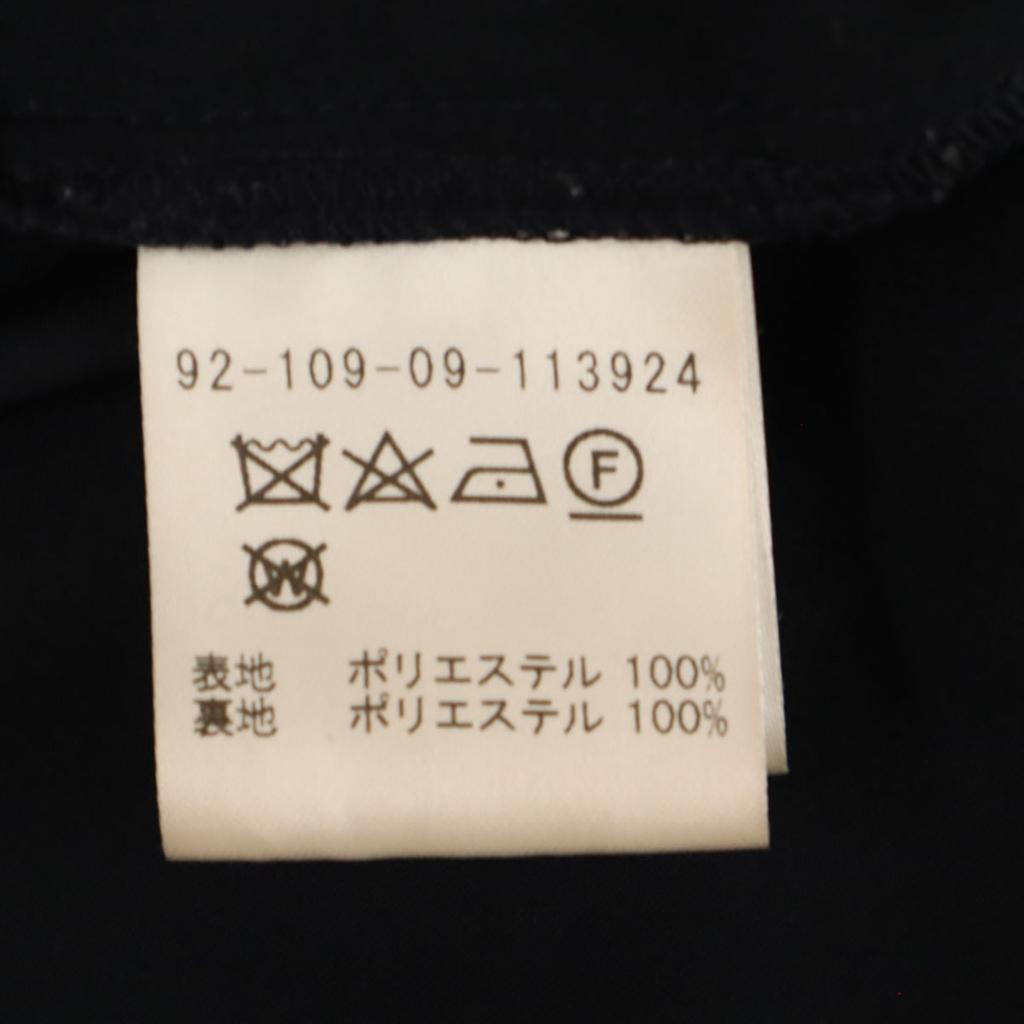 92-109-09-113924
F
W
表地 ポリエステル 100%
裏地 ポリエステル 100%